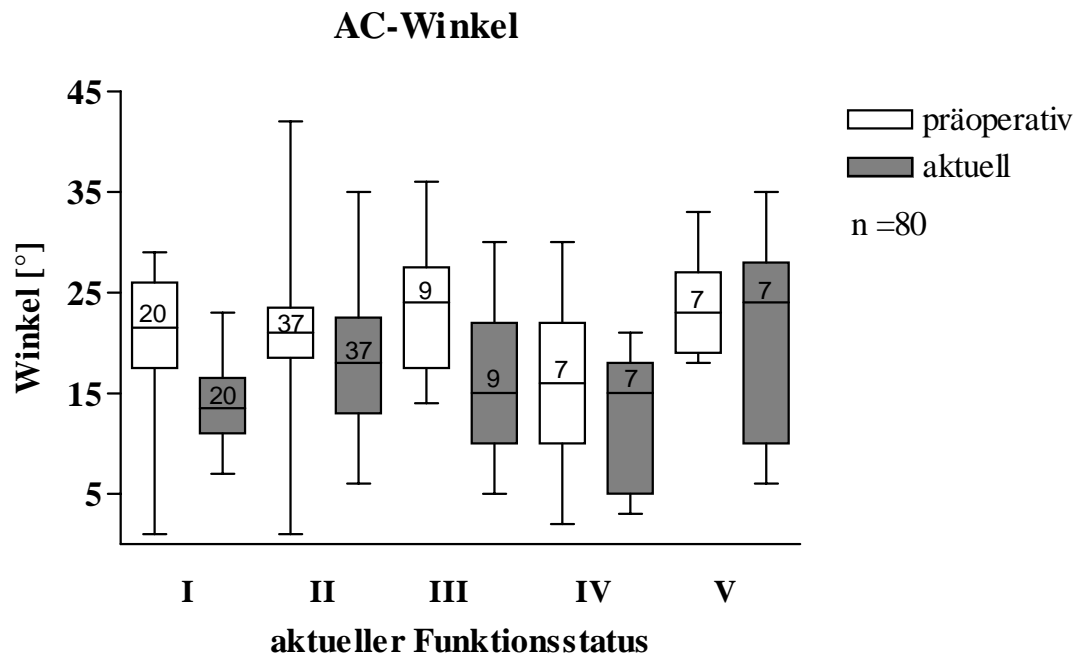 AC-Winkel
45
35
25
15
5
Winkel [°]
20
20
37
37
9
9
7
7
7
7
I II III IV V
aktueller Funktionsstatus
präoperativ
aktuell
n =80